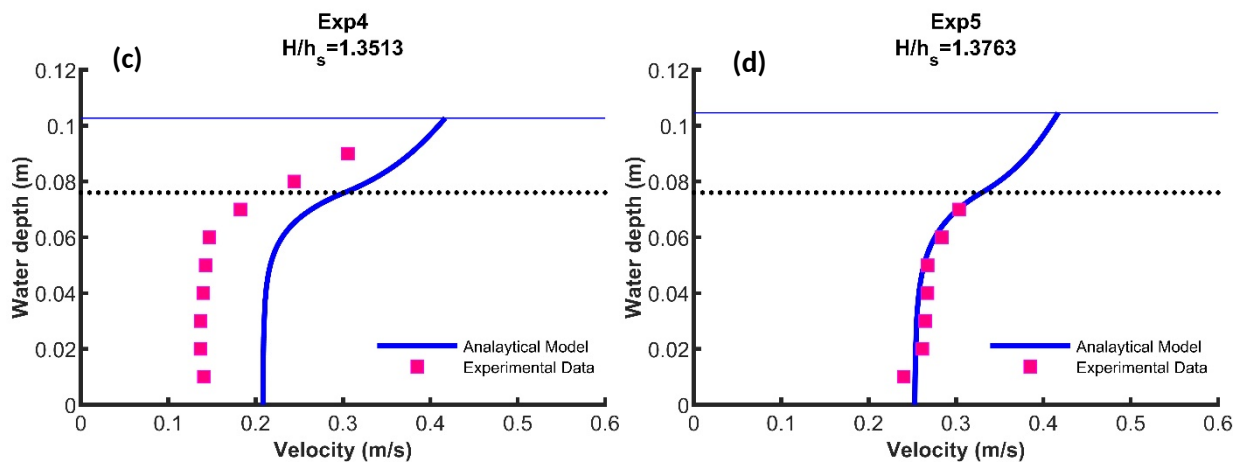 Exp4
H/hs=1.3513
(c)
0.12
0.1
0.08
0.06
0.04
0.02
0
Water depth (m)
Analaytical Model
Experimental Data
0 0.1 0.2 0.3 0.4 0.5 0.6
Velocity (m/s)
Exp5
H/hs=1.3763
(d)
0.12
0.1
0.08
0.06
0.04
0.02
0
Water depth (m)
Analaytical Model
Experimental Data
0 0.1 0.2 0.3 0.4 0.5 0.6
Velocity (m/s)